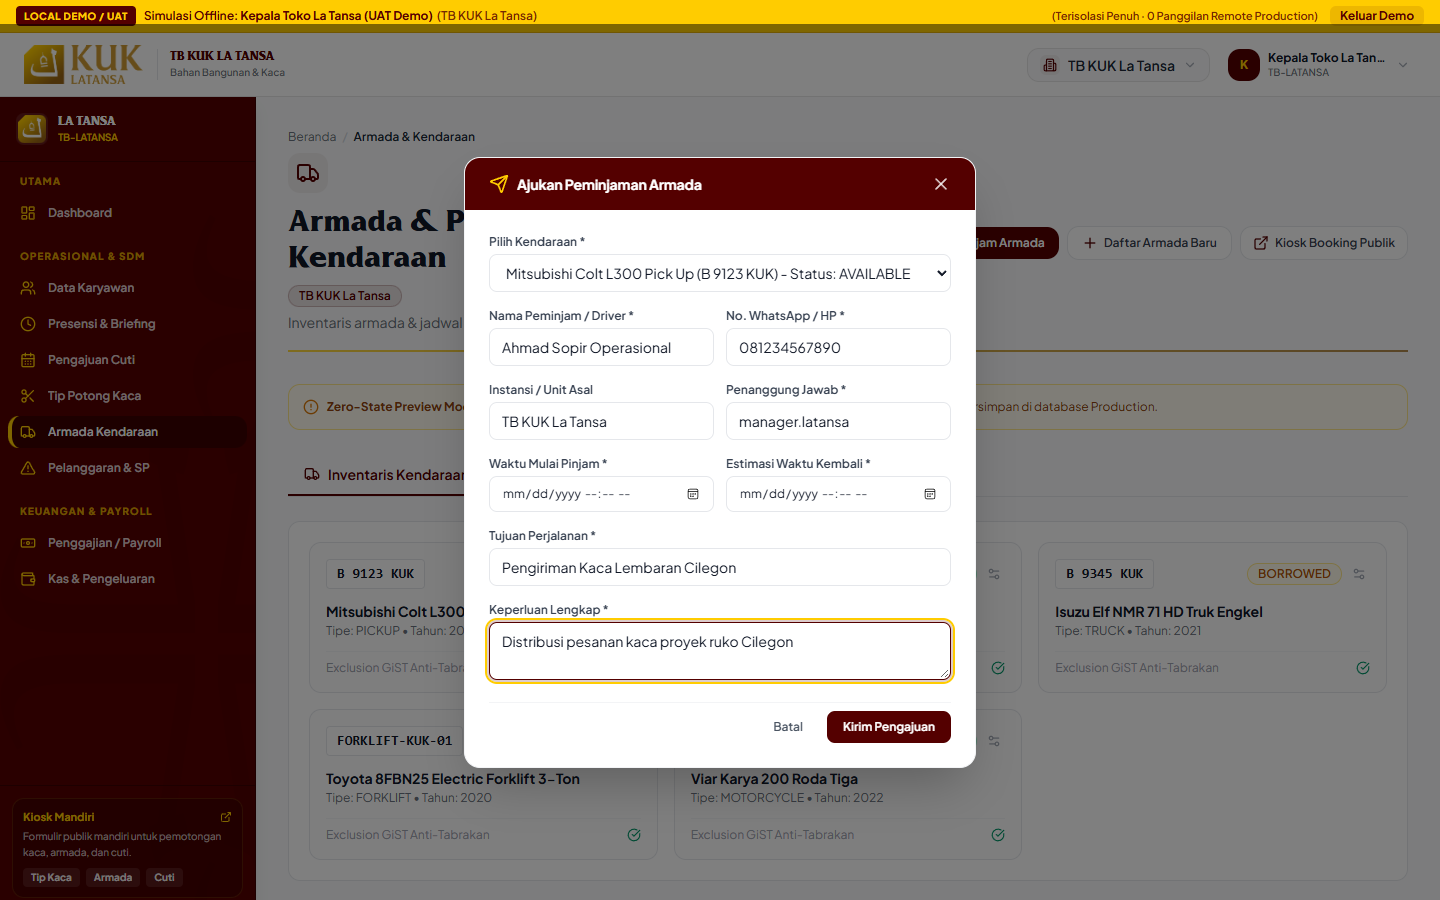 LOCAL DEMO / UAT Simulasi Offline: Kepala Toko La Tansa (UAT Demo) (TB KUK La Tansa) (Terisolasi Penuh · 0 Panggilan Remote Production) Keluar Demo
KUK LATANSA
TB KUK LA TANSA
Bahan Bangunan & Kaca
TB KUK La Tansa
K
Kepala Toko La Tan...
TB-LATANSA
LA TANSA
TB-LATANSA
UTAMA
Dashboard
OPERASIONAL & SDM
Data Karyawan
Presensi & Briefing
Pengajuan Cuti
Tip Potong Kaca
Armada Kendaraan
Pelanggaran & SP
KEUANGAN & PAYROLL
Penggajian / Payroll
Kas & Pengeluaran
Kiosk Mandiri
Formulir publik mandiri untuk pemotongan
kaca, armada, dan cuti.
Tip Kaca Armada Cuti
Beranda / Armada & Kendaraan
Armada & P
Kendaraan
TB KUK La Tansa
Inventaris armada & jadwal
jam Armada
Daftar Armada Baru
Kiosk Booking Publik
Zero-State Preview Mo
rsimpan di database Production.
Inventaris Kendaraan
Ajukan Peminjaman Armada
Pilih Kendaraan *
Mitsubishi Colt L300 Pick Up (B 9123 KUK) - Status: AVAILABLE
Nama Peminjam / Driver *
Ahmad Sopir Operasional
No. WhatsApp / HP *
081234567890
Instansi / Unit Asal
TB KUK La Tansa
Penanggung Jawab *
manager.latansa
Waktu Mulai Pinjam *
mm/dd/yyyy --:-- --
Estimasi Waktu Kembali *
mm/dd/yyyy --:-- --
Tujuan Perjalanan *
Pengiriman Kaca Lembaran Cilegon
Keperluan Lengkap *
Distribusi pesanan kaca proyek ruko Cilegon
Batal
Kirim Pengajuan
B 9123 KUK
Mitsubishi Colt L300
Tipe: PICKUP • Tahun: 20
Exclusion GiST Anti-Tabra
B 9345 KUK
BORROWED
Isuzu Elf NMR 71 HD Truk Engkel
Tipe: TRUCK • Tahun: 2021
Exclusion GiST Anti-Tabrakan
FORKLIFT-KUK-01
Toyota 8FBN25 Electric Forklift 3-Ton
Tipe: FORKLIFT • Tahun: 2020
Exclusion GiST Anti-Tabrakan
Viar Karya 200 Roda Tiga
Tipe: MOTORCYCLE • Tahun: 2022
Exclusion GiST Anti-Tabrakan